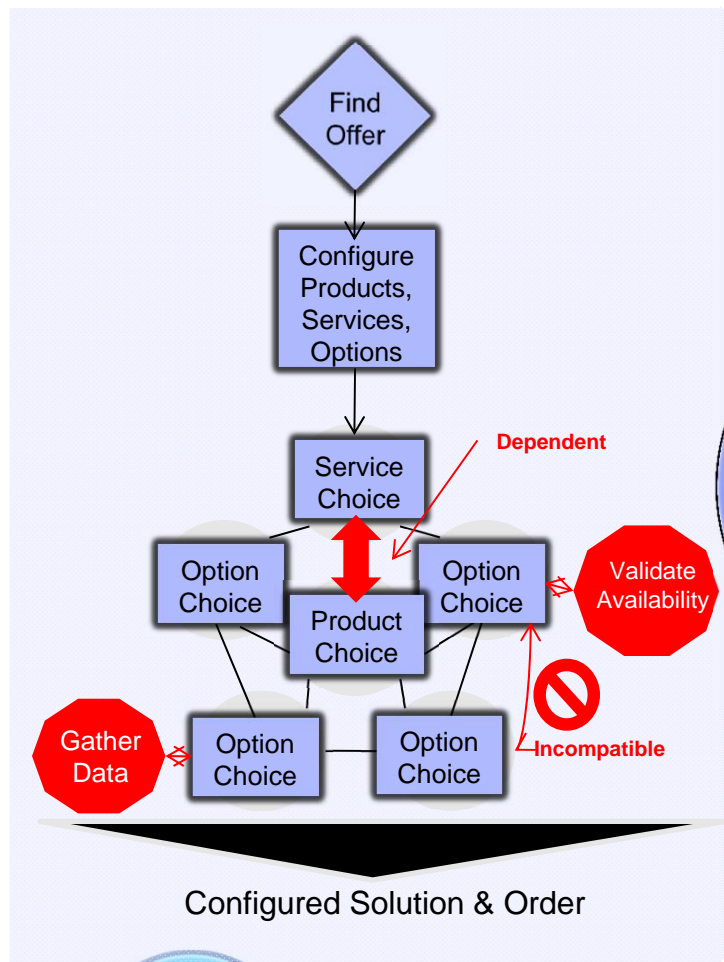 Find
Offer
Configure
Products,
Services,
Options
Dependent
Service
Choice
Option
Choice
Option
Choice
Validate
Availability
Product
Choice
Gather
Data
Option
Choice
Option
Choice
Incompatible
Configured Solution & Order